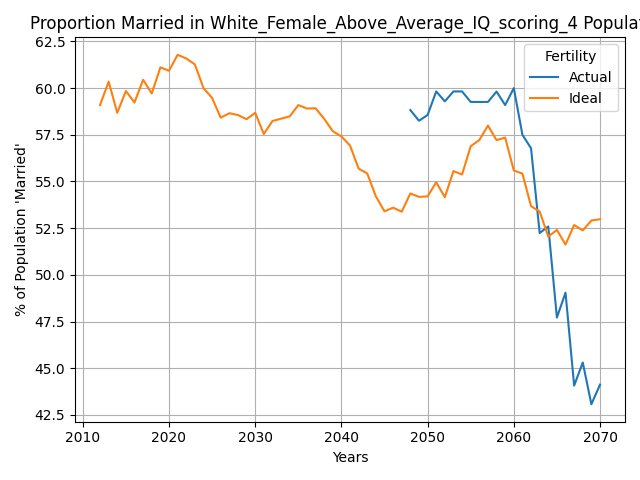 Proportion Married in White_Female_Above_Average_IQ_scoring_4 Populat
62.5
60.0
57.5
55.0
52.5
50.0
47.5
45.0
42.5
% of Population 'Married'
Fertility
Actual
Ideal
2010 2020 2030 2040 2050 2060 2070
Years